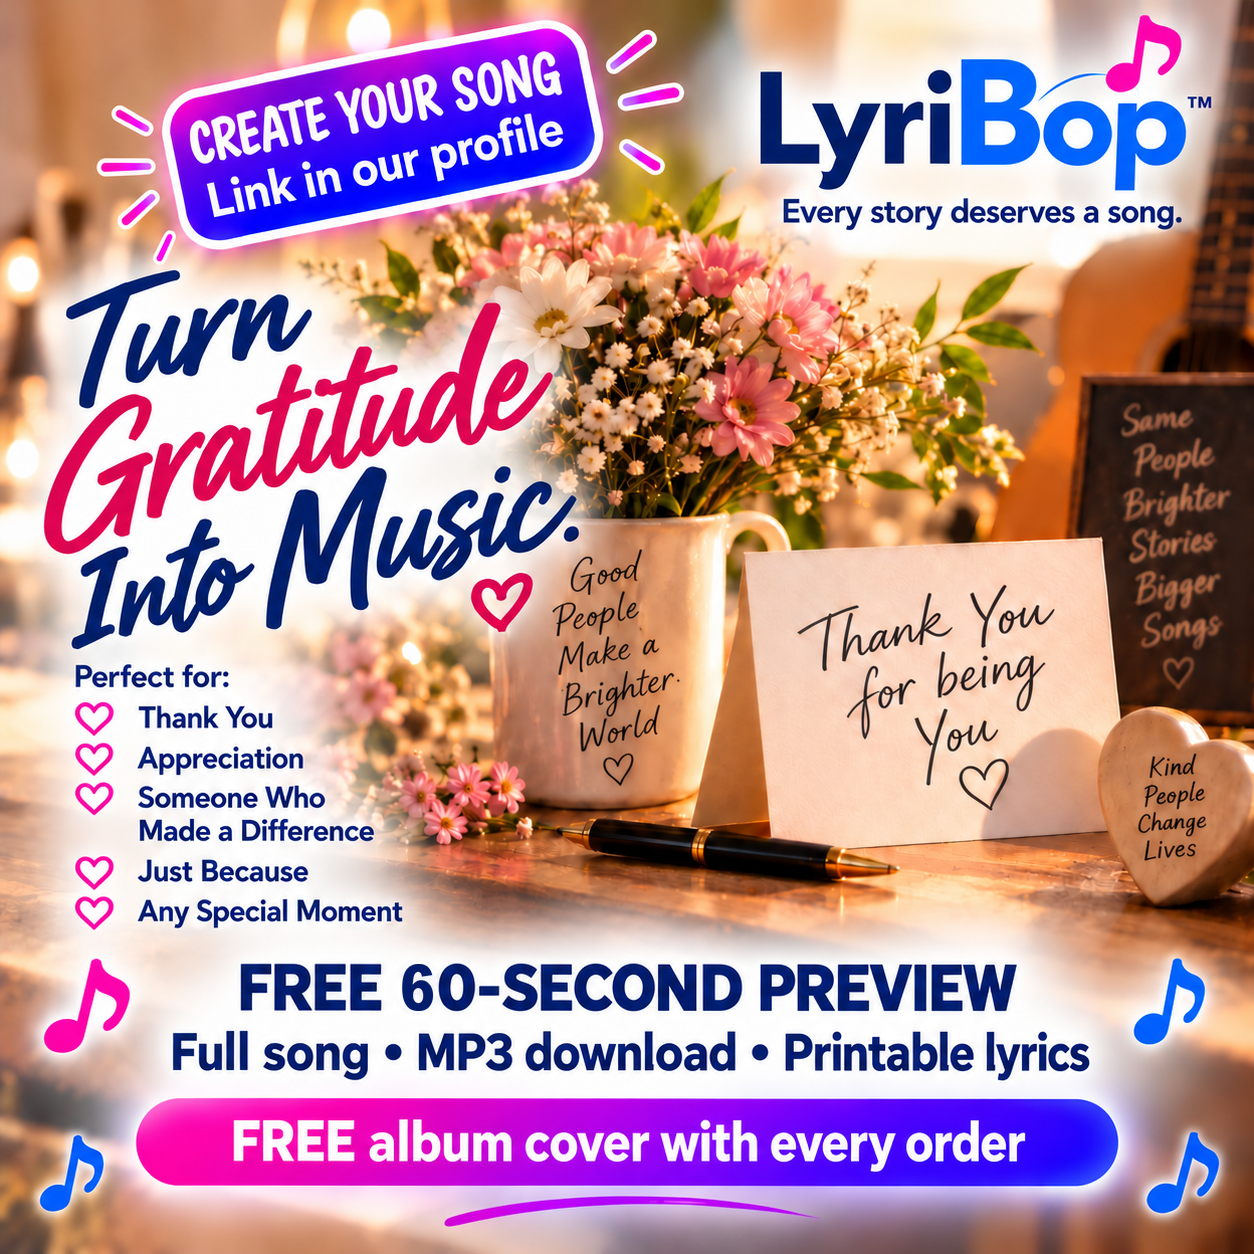 CREATE YOUR SONG
Link in our profile
LyriBop™
Every story deserves a song.
Turn
Gratitude
Into Music.
Perfect for:
Thank You
Appreciation
Someone Who
Made a Difference
Just Because
Any Special Moment
Good
People
Make a
Brighter.
World
Thank You
for being
You
Same
People
Brighter
Stories
Bigger
Songs
Kind
People
Change
Lives
FREE 60-SECOND PREVIEW
Full song • MP3 download • Printable lyrics
FREE album cover with every order